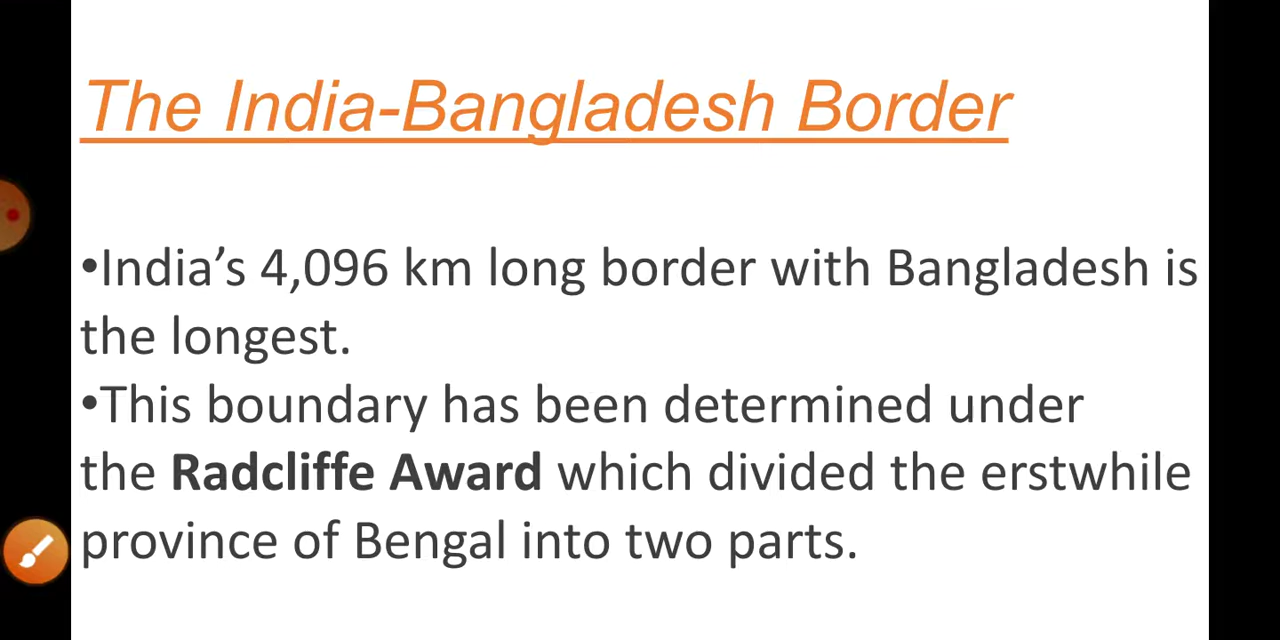 The India-Bangladesh Border
•India’s 4,096 km long border with Bangladesh is
the longest.
•This boundary has been determined under
the Radcliffe Award which divided the erstwhile
province of Bengal into two parts.